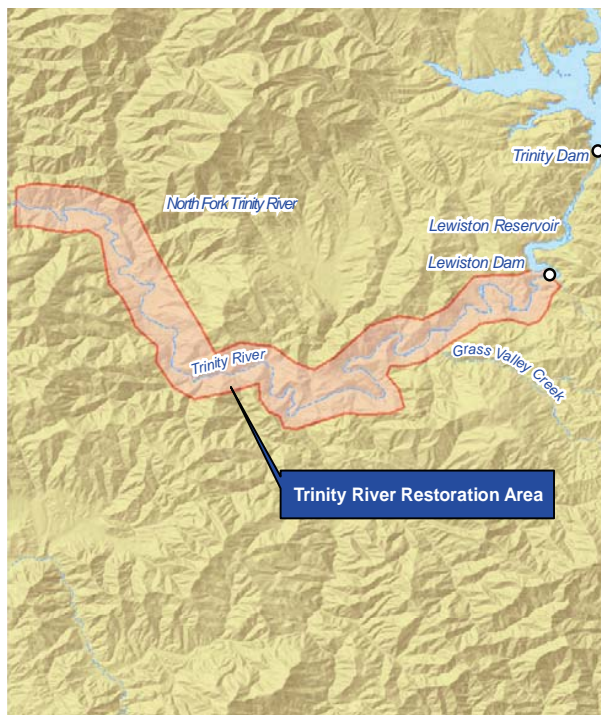 Trinity Dam
North Fork Trinity River
Lewiston Reservoir
Lewiston Dam
Trinity River
Grass Valley Creek
Trinity River Restoration Area